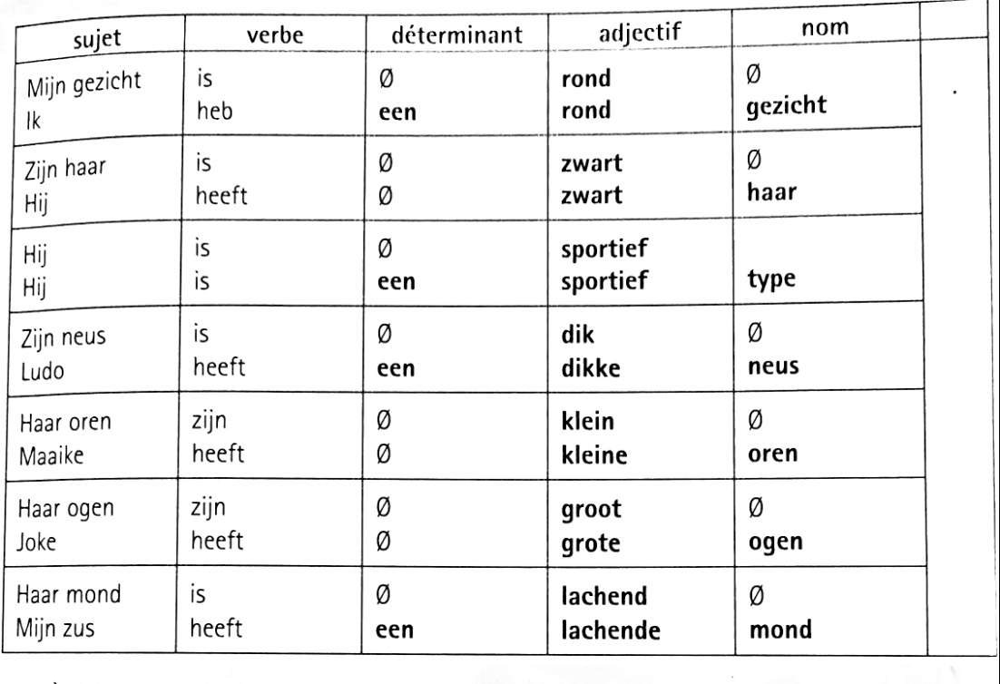 sujet verbe déterminant adjectif nom
Mijn gezicht is Ø rond Ø
Ik heb een rond gezicht
Zijn haar is Ø zwart Ø
Hij heeft Ø zwart haar
Hij is Ø sportief
Hij is een sportief type
Zijn neus is Ø dik Ø
Ludo heeft een dikke neus
Haar oren zijn Ø klein Ø
Maaike heeft Ø kleine oren
Haar ogen zijn Ø groot Ø
Joke heeft Ø grote ogen
Haar mond is Ø lachend Ø
Mijn zus heeft een lachende mond